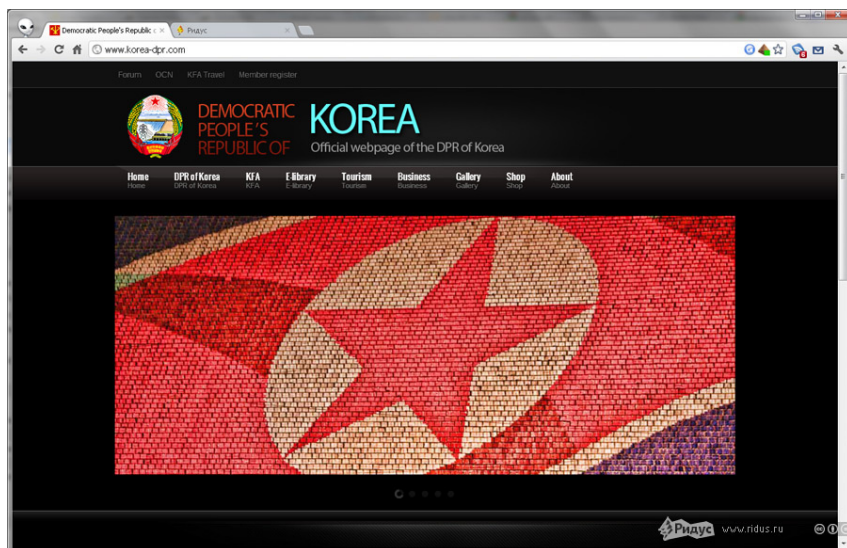 Democratic People's Republic c
Ридус
www.korea-dpr.com
6
Forum OCN KFA Travel Member register
DEMOCRATIC
PEOPLE'S
REPUBLIC OF
KOREA
Official webpage of the DPR of Korea
Home DPR of Korea KFA E-library Tourism Business Gallery Shop About
Home DPR of Korea KFA E-library Tourism Business Gallery Shop About
Ридус www.ridus.ru